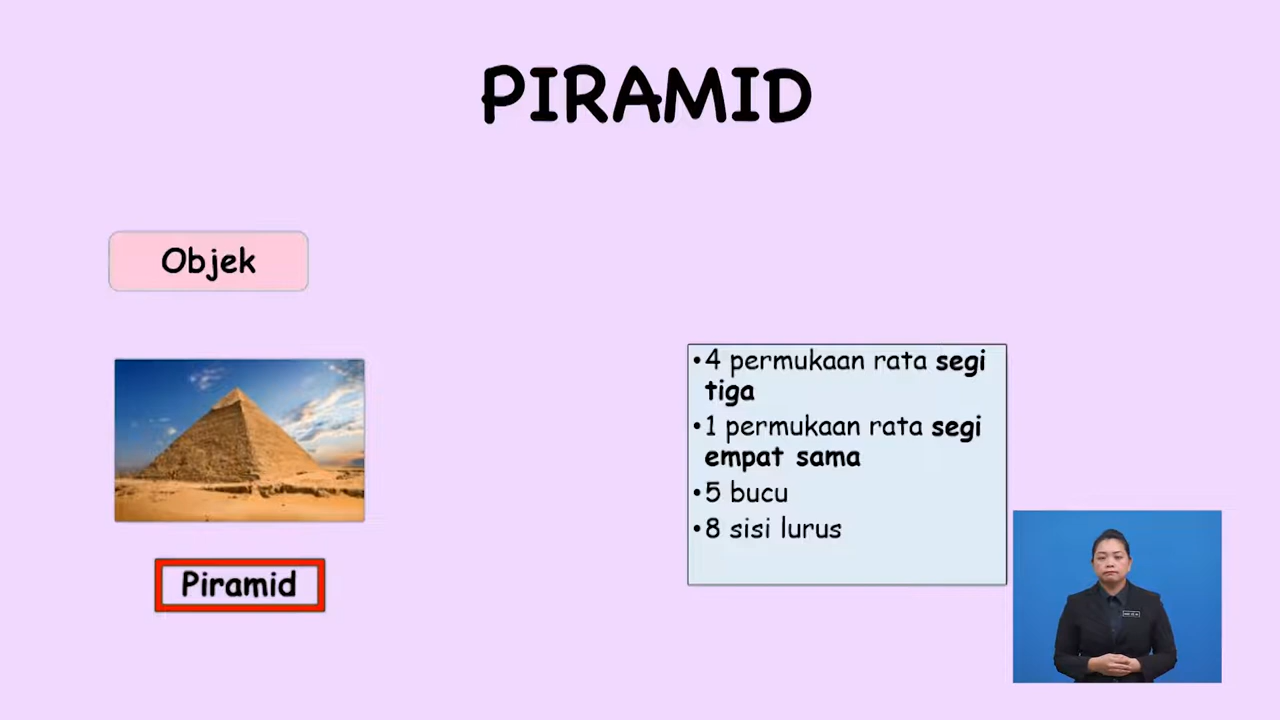 PIRAMID
Objek
Piramid
•4 permukaan rata segi
tiga
•1 permukaan rata segi
empat sama
•5 bucu
•8 sisi lurus